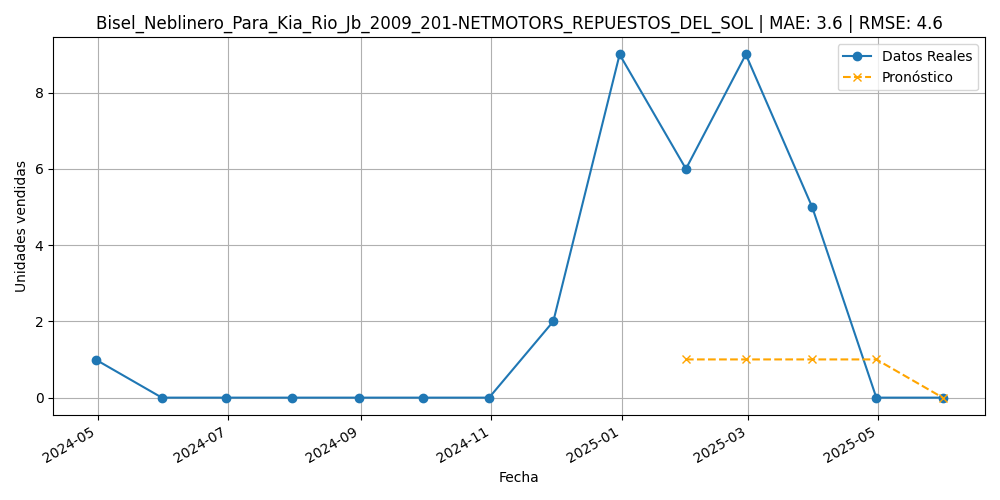 Bisel_Neblinero_Para_Kia_Rio_Jb_2009_201-NETMOTORS_REPUESTOS_DEL_SOL | MAE: 3.6 | RMSE: 4.6
Datos Reales
Pronóstico
Unidades vendidas
8
6
4
2
0
2024-05
2024-07
2024-09
2024-11
2025-01
2025-03
2025-05
Fecha